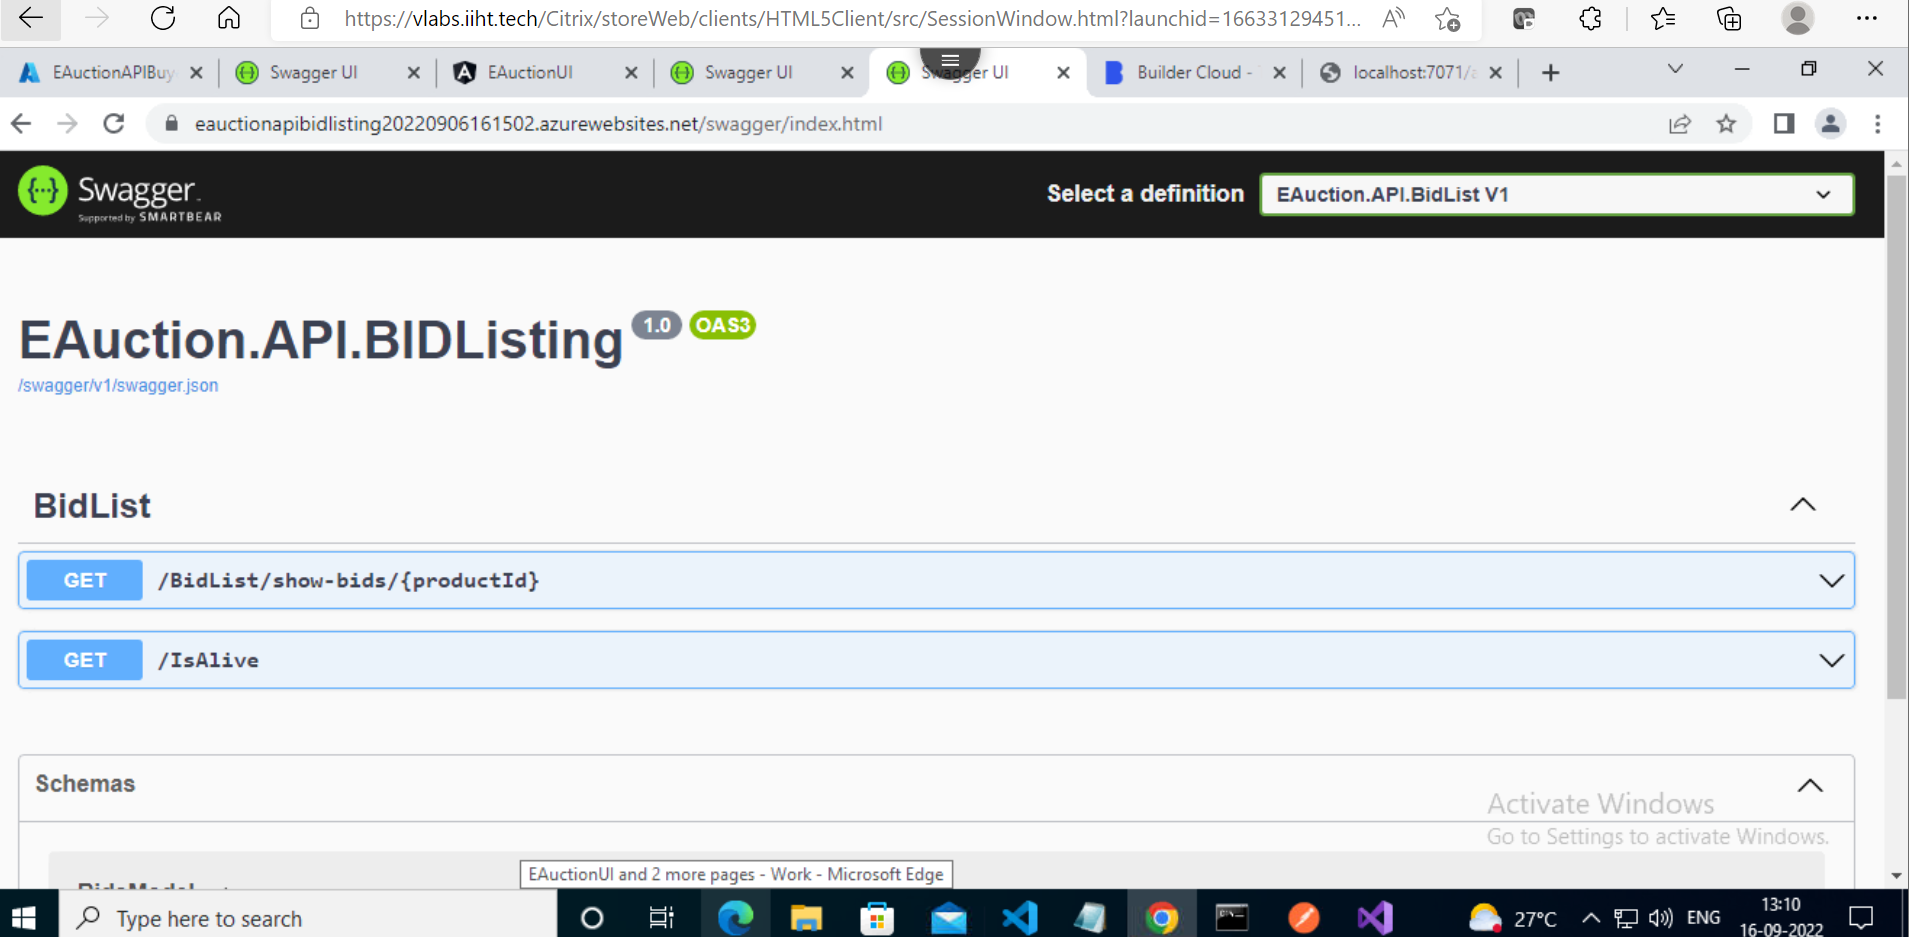 https://vlabs.iiht.tech/Citrix/storeWeb/clients/HTML5Client/src/SessionWindow.html?launchid=16633129451...
EAuctionAPIBuy
Swagger UI
EAuctionUI
Swagger UI
Swagger UI
Builder Cloud -
localhost:7071/a
eauctionapibidlisting20220906161502.azurewebsites.net/swagger/index.html
Swagger
Supported by SMARTBEAR
Select a definition
EAuction.API.BidList V1
EAuction.API.BIDListing 1.0 OAS3
/swagger/v1/swagger.json
BidList
GET /BidList/show-bids/{productId}
GET /IsAlive
Schemas
Activate Windows
Go to Settings to activate Windows.
EAuctionUI and 2 more pages - Work - Microsoft Edge
Type here to search
27°C
ENG
13:10
16-09-2022